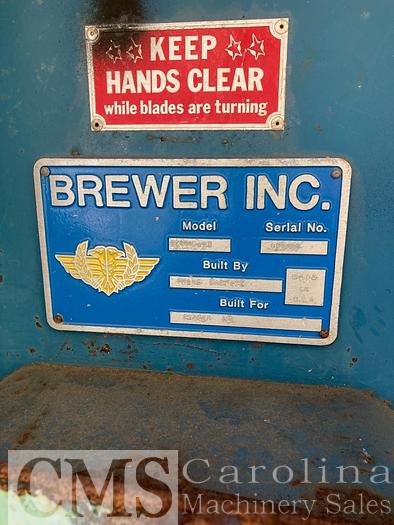 KEEP
HANDS CLEAR
while blades are turning
BREWER INC.
Model
Serial No.
Built By
Built For
CMS Carolina
Machinery Sales